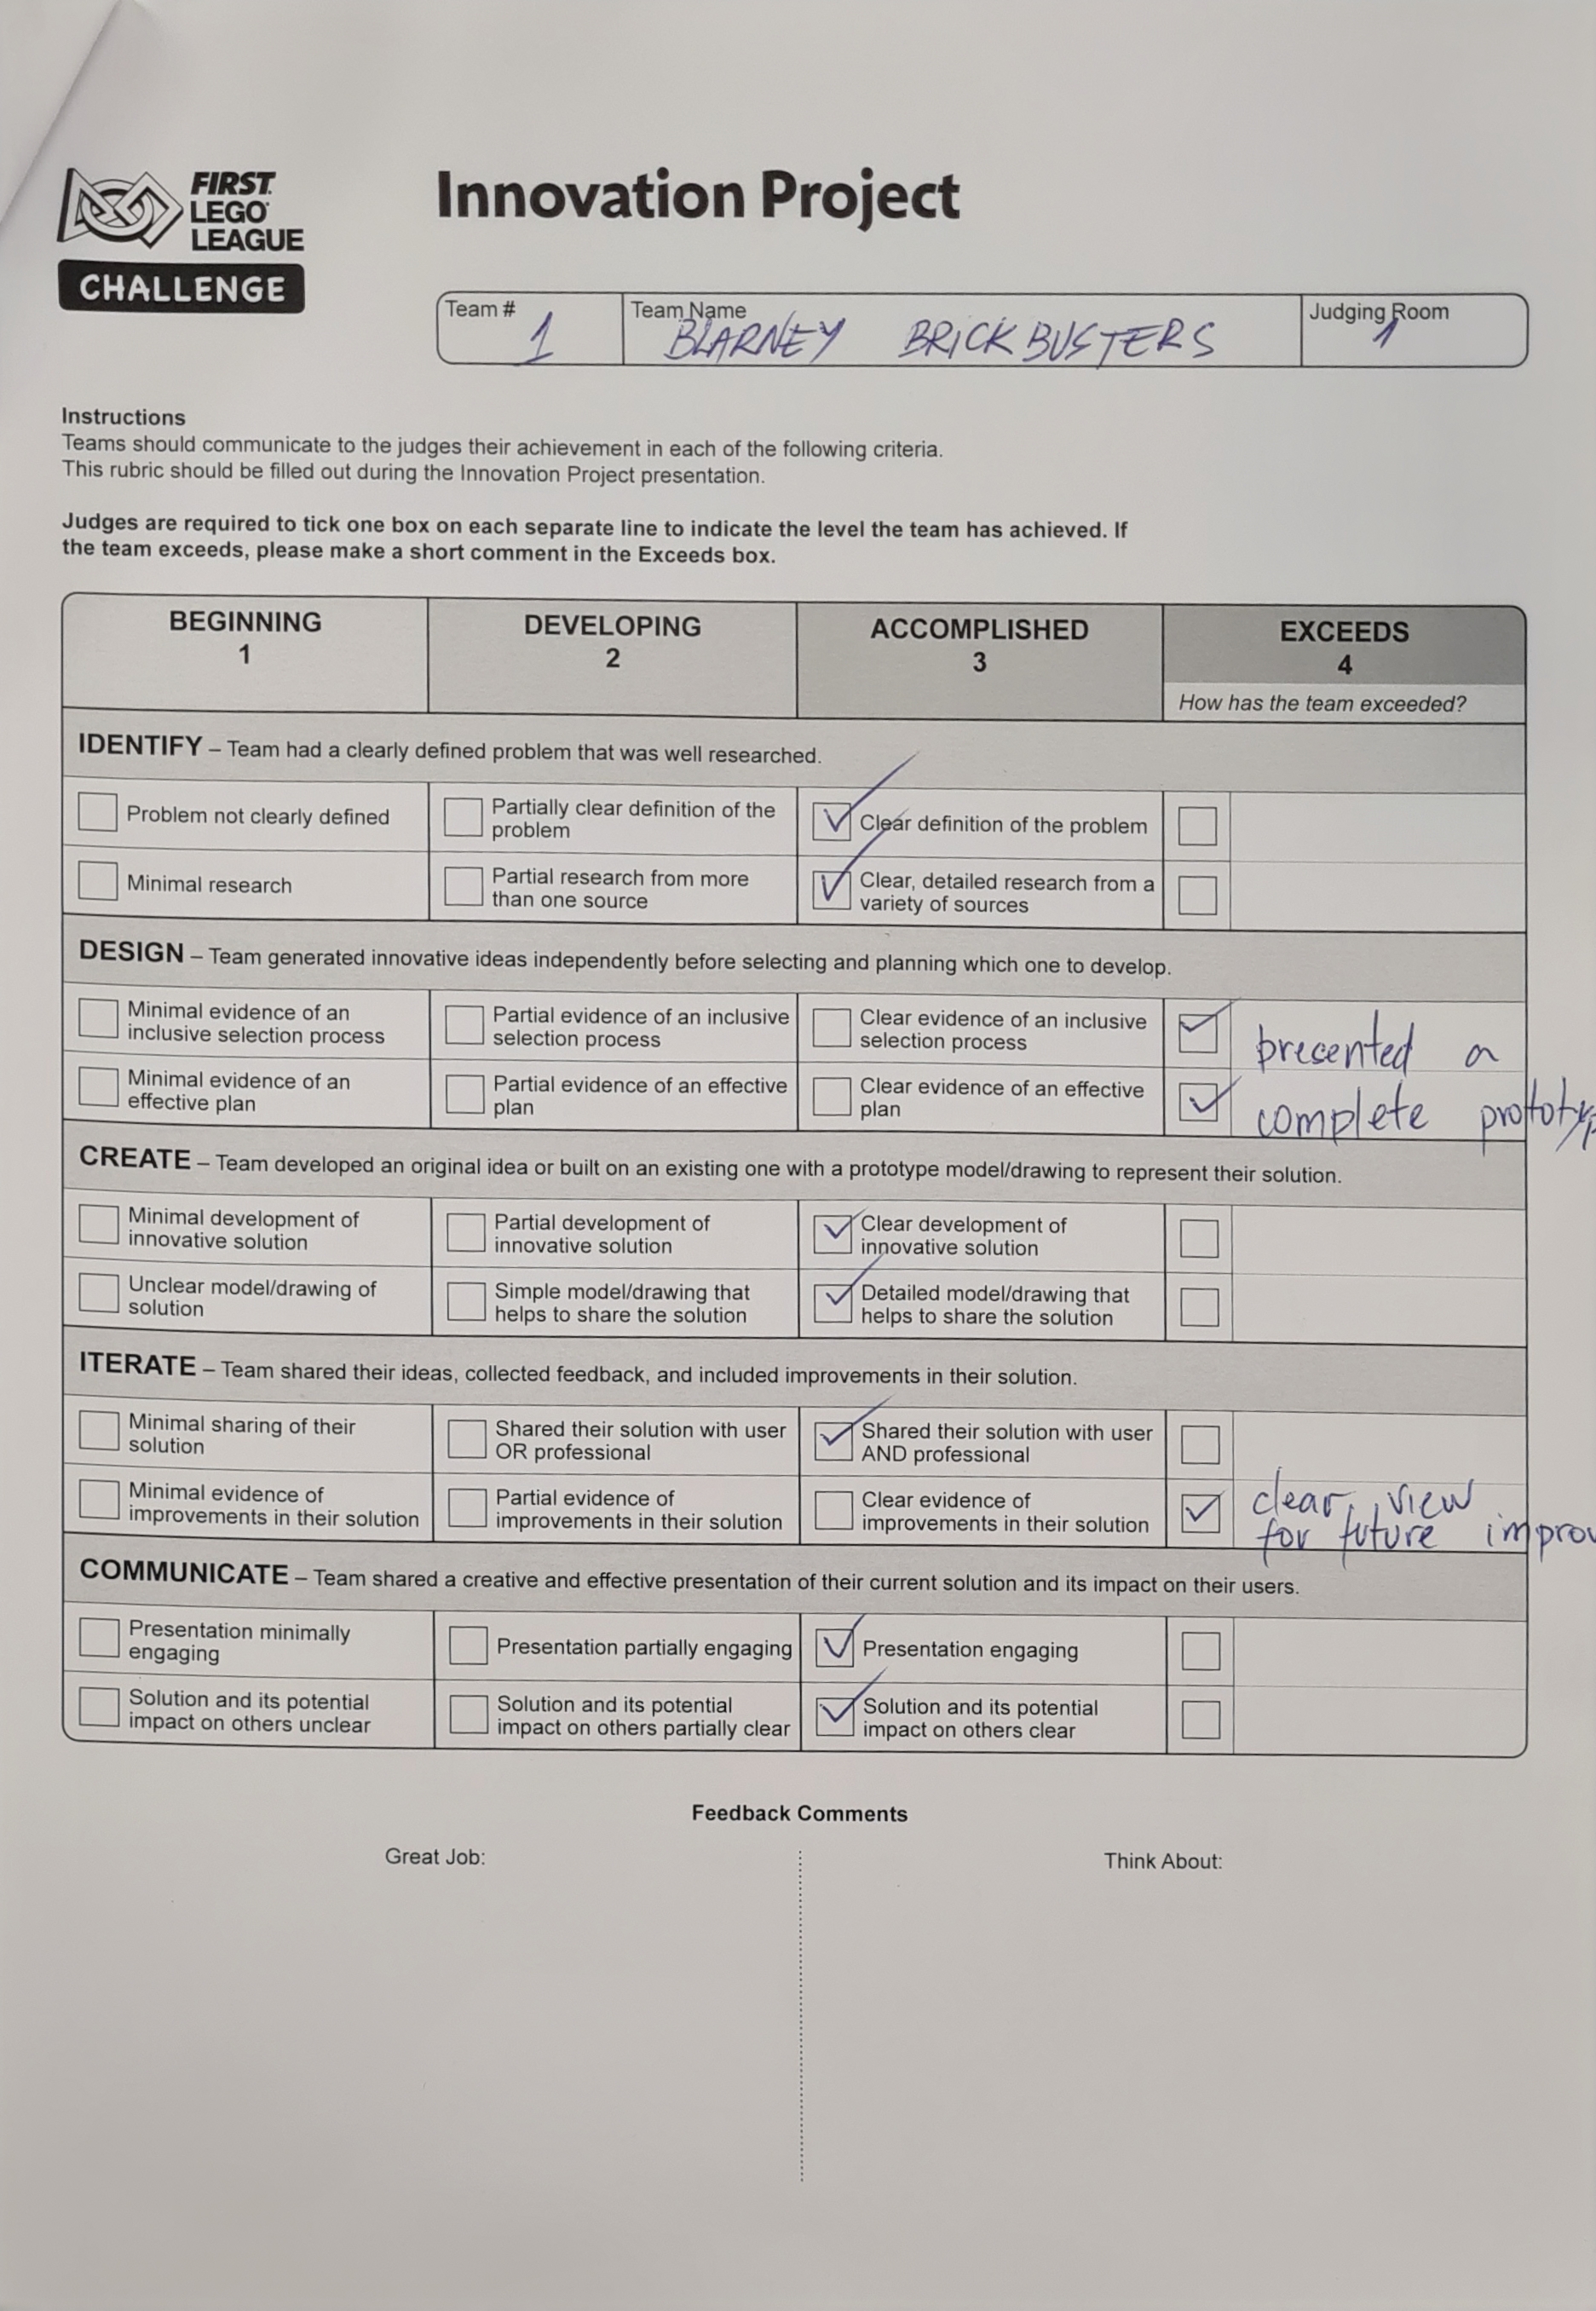 FIRST
LEGO
LEAGUE
CHALLENGE
Innovation Project
Team #
1
Team Name
BLARNEY BRICKBUSTERS
Judging Room
1
Instructions
Teams should communicate to the judges their achievement in each of the following criteria.
This rubric should be filled out during the Innovation Project presentation.
Judges are required to tick one box on each separate line to indicate the level the team has achieved. If
the team exceeds, please make a short comment in the Exceeds box.
BEGINNING
1
DEVELOPING
2
ACCOMPLISHED
3
EXCEEDS
4
How has the team exceeded?
IDENTIFY – Team had a clearly defined problem that was well researched.
Problem not clearly defined
Partially clear definition of the
problem
Clear definition of the problem
Minimal research
Partial research from more
than one source
Clear, detailed research from a
variety of sources
DESIGN – Team generated innovative ideas independently before selecting and planning which one to develop.
Minimal evidence of an
inclusive selection process
Partial evidence of an inclusive
selection process
Clear evidence of an inclusive
selection process
presented a
Minimal evidence of an
effective plan
Partial evidence of an effective
plan
Clear evidence of an effective
plan
complete
CREATE – Team developed an original idea or built on an existing one with a prototype model/drawing to represent their solution.
Minimal development of
innovative solution
Partial development of
innovative solution
Clear development of
innovative solution
Unclear model/drawing of
solution
Simple model/drawing that
helps to share the solution
Detailed model/drawing that
helps to share the solution
ITERATE – Team shared their ideas, collected feedback, and included improvements in their solution.
Minimal sharing of their
solution
Shared their solution with user
OR professional
Shared their solution with user
AND professional
Minimal evidence of
improvements in their solution
Partial evidence of
improvements in their solution
Clear evidence of
improvements in their solution
clear view
for future improv
COMMUNICATE – Team shared a creative and effective presentation of their current solution and its impact on their users.
Presentation minimally
engaging
Presentation partially engaging
Presentation engaging
Solution and its potential
impact on others unclear
Solution and its potential
impact on others partially clear
Solution and its potential
impact on others clear
Feedback Comments
Great Job:
Think About: